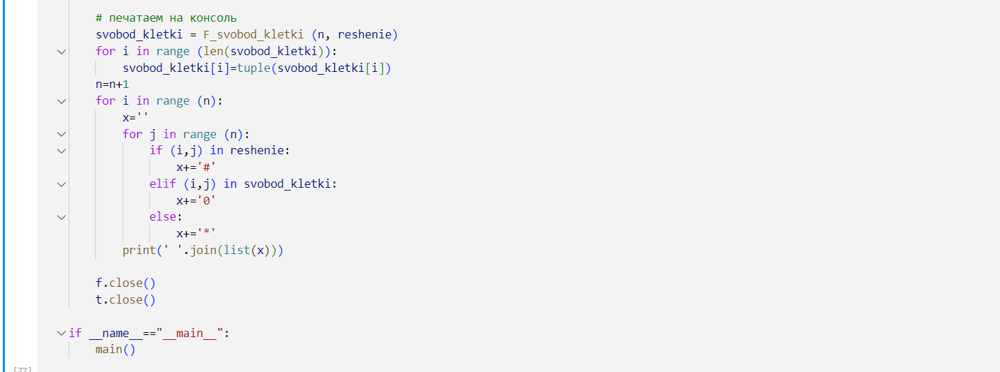 # печатаем на консоль
svobod_kletki = F_svobod_kletki (n, reshenie)
for i in range (len(svobod_kletki)):
svobod_kletki[i]=tuple(svobod_kletki[i])
n=n+1
for i in range (n):
x=''
for j in range (n):
if (i,j) in reshenie:
x+='#'
elif (i,j) in svobod_kletki:
x+='0'
else:
x+='*'
print(' '.join(list(x)))
f.close()
t.close()
if __name__=="__main__":
main()
[77]